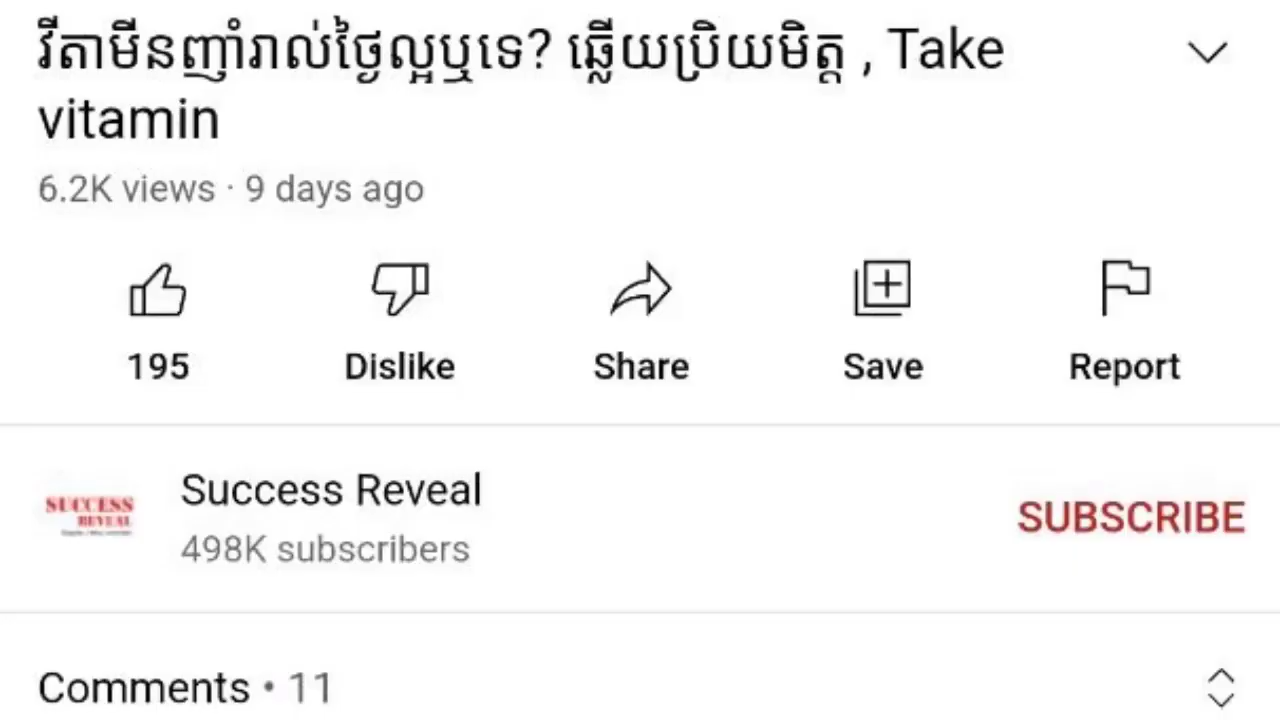 វីតាមីនញ៉ាំរាល់ថ្ងៃល្អឬទេ? ឆ្លើយប្រិយមិត្ត , Take
vitamin
6.2K views · 9 days ago
195
Dislike
Share
Save
Report
SUCCESS
REVEAL
Success Reveal
498K subscribers
SUBSCRIBE
Comments • 11